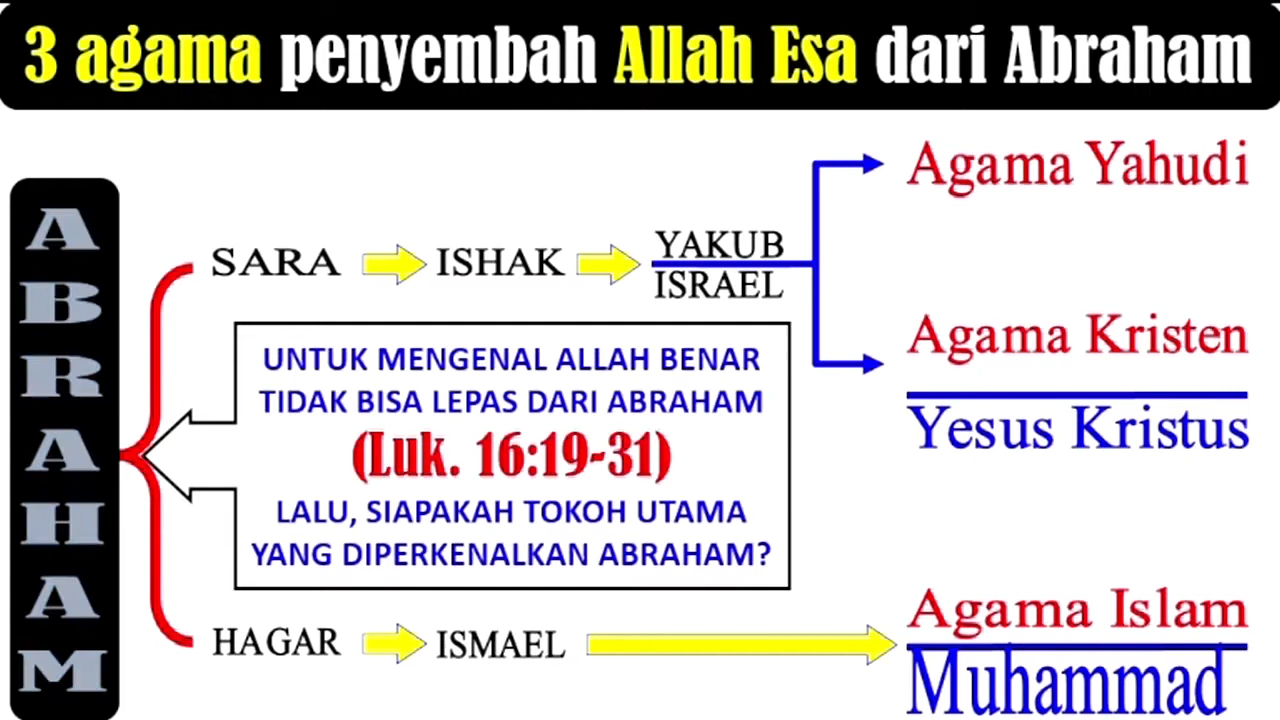 3 agama penyembah Allah Esa dari Abraham
ABRAHAM
SARA
ISHAK
YAKUB
ISRAEL
Agama Yahudi
Agama Kristen
Yesus Kristus
UNTUK MENGENAL ALLAH BENAR
TIDAK BISA LEPAS DARI ABRAHAM
(Luk. 16:19-31)
LALU, SIAPAKAH TOKOH UTAMA
YANG DIPERKENALKAN ABRAHAM?
HAGAR
ISMAEL
Agama Islam
Muhammad